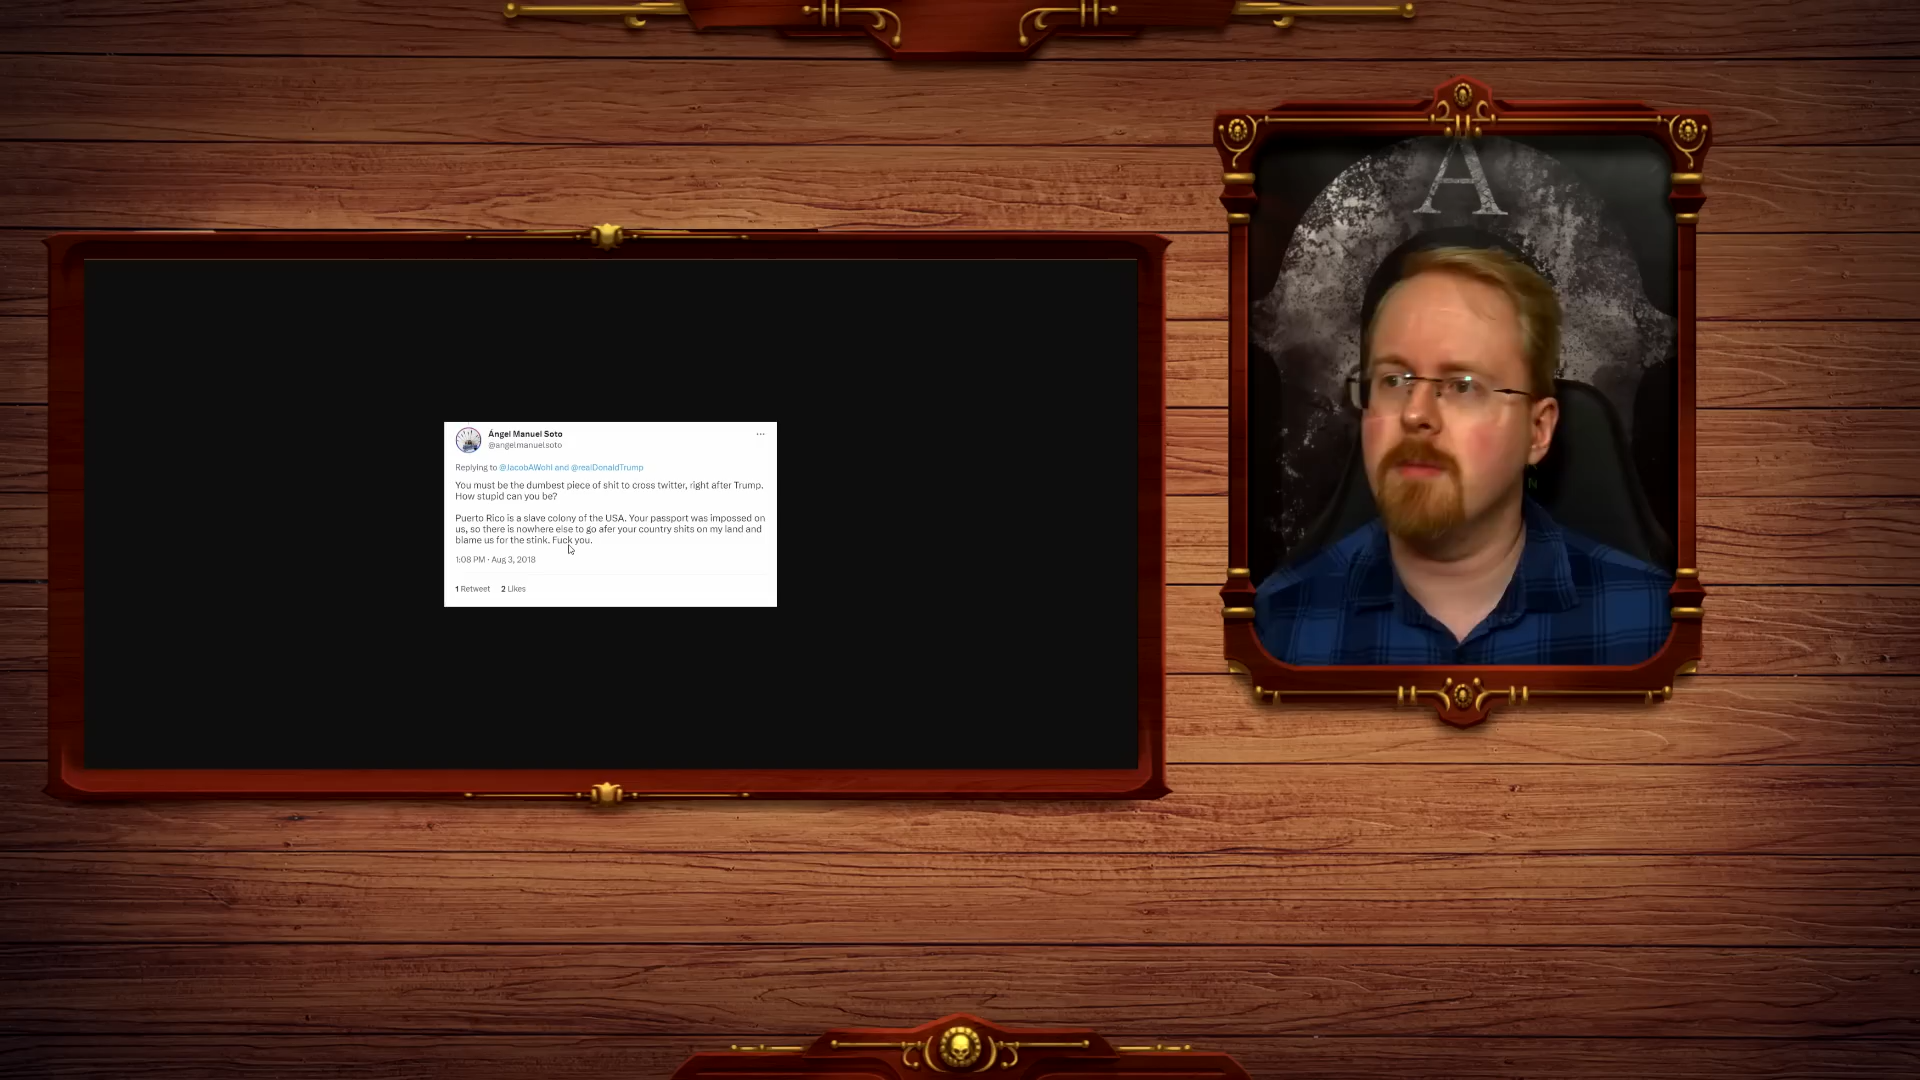 A
Ángel Manuel Soto
@angelmanuelsoto
Replying to @JacobAWohl and @realDonaldTrump
You must be the dumbest piece of shit to cross twitter, right after Trump.
How stupid can you be?
Puerto Rico is a slave colony of the USA. Your passport was impossed on
us, so there is nowhere else to go afer your country shits on my land and
blame us for the stink. Fuck you.
1:08 PM · Aug 3, 2018
1 Retweet 2 Likes
N